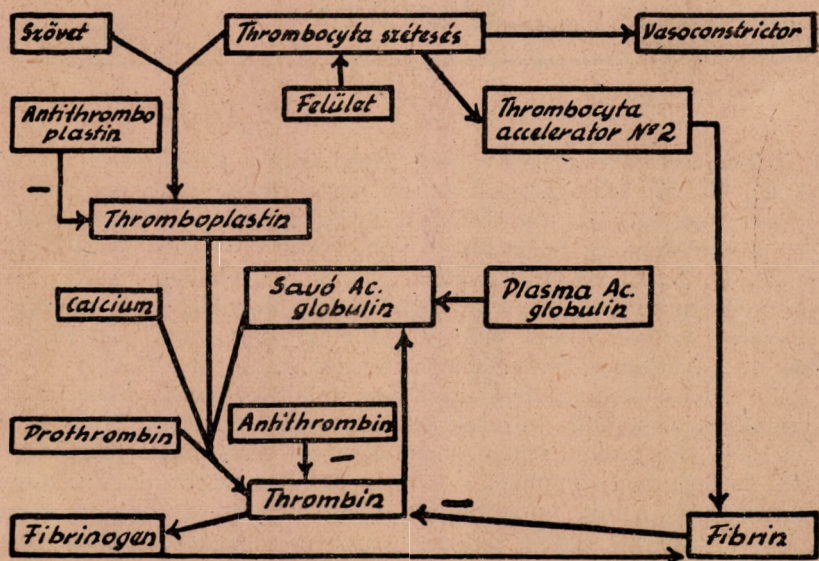 Szövet
Thrombocyta szétesés
Vasoconstrictor
Felület
Antithrombo
plastin
Thrombocyta
accelerator Nº2
–
Thromboplastin
Savó Ac.
globulin
Plasma Ac.
globulin
Calcium
Antithrombin
Prothrombin
–
Thrombin
–
Fibrinogen
Fibrin